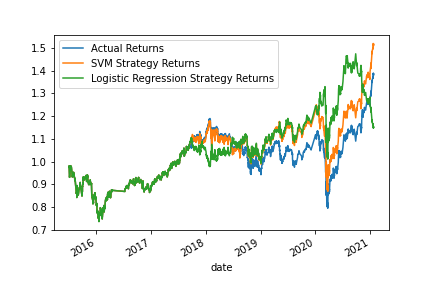 Actual Returns
SVM Strategy Returns
Logistic Regression Strategy Returns
1.5
1.4
1.3
1.2
1.1
1.0
0.9
0.8
0.7
2016 2017 2018 2019 2020 2021
date